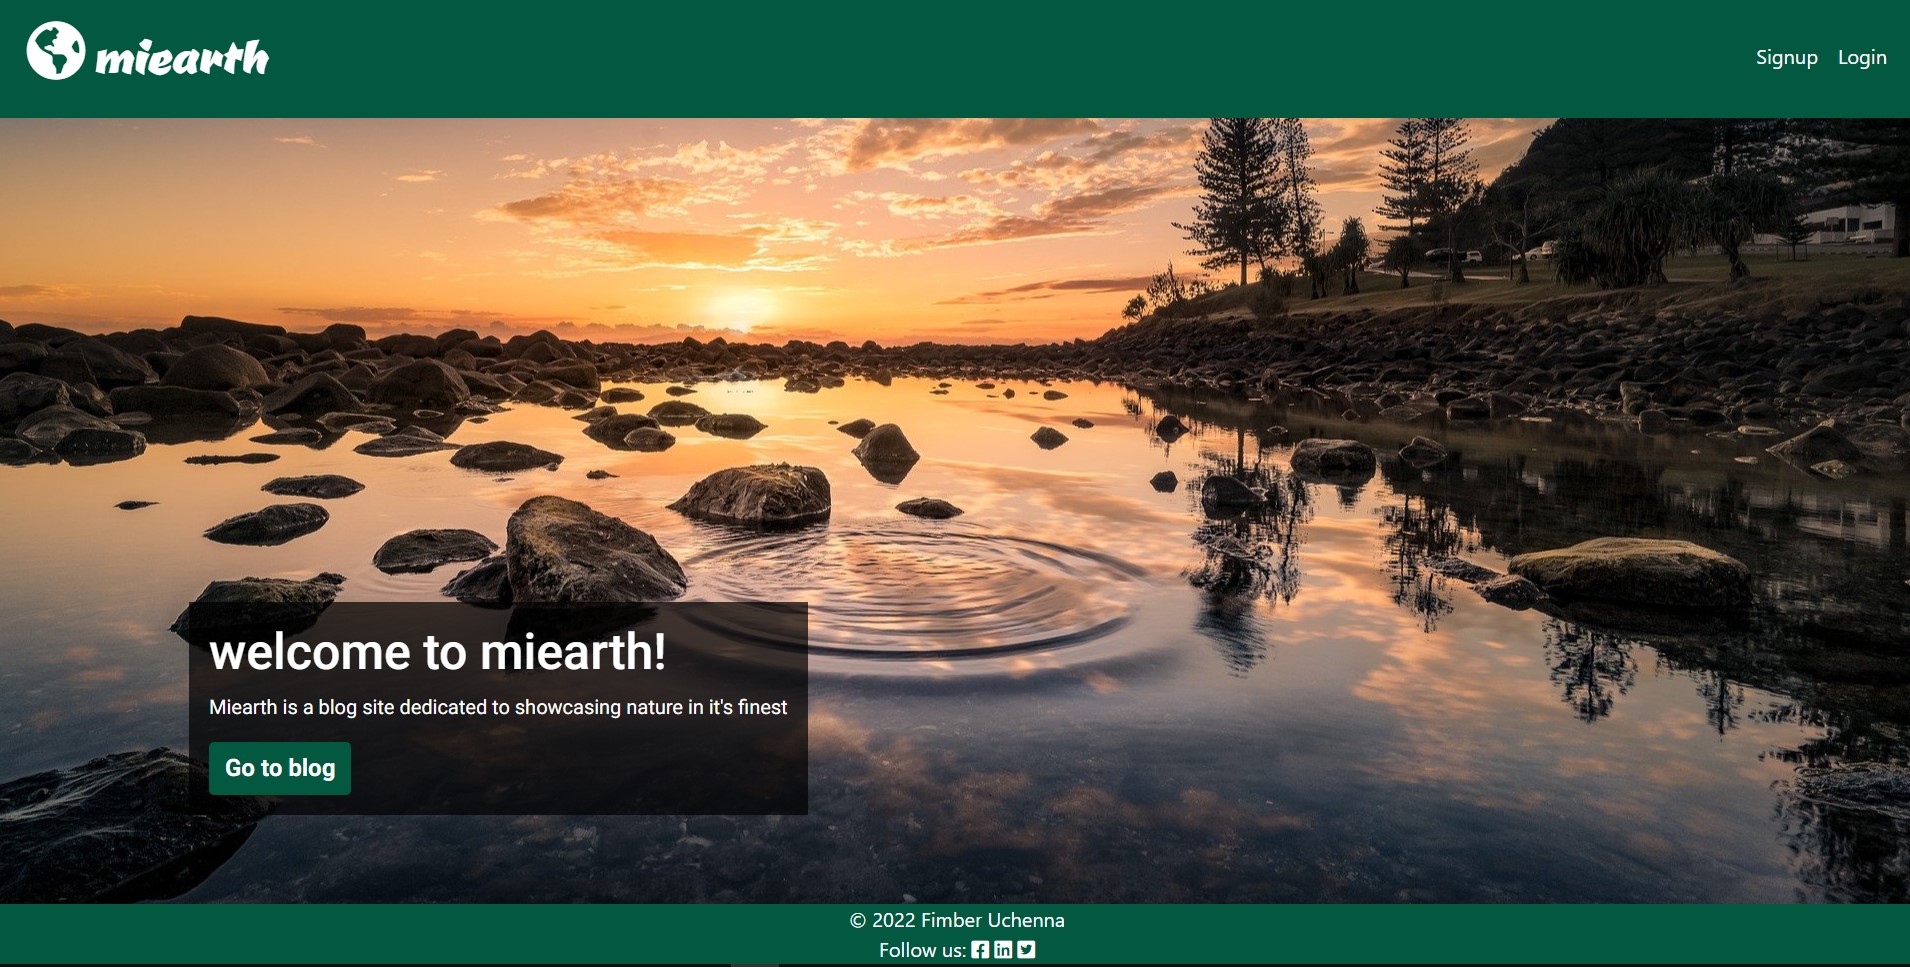 miearth
Signup Login
welcome to miearth!
Miearth is a blog site dedicated to showcasing nature in it's finest
Go to blog
© 2022 Fimber Uchenna
Follow us: